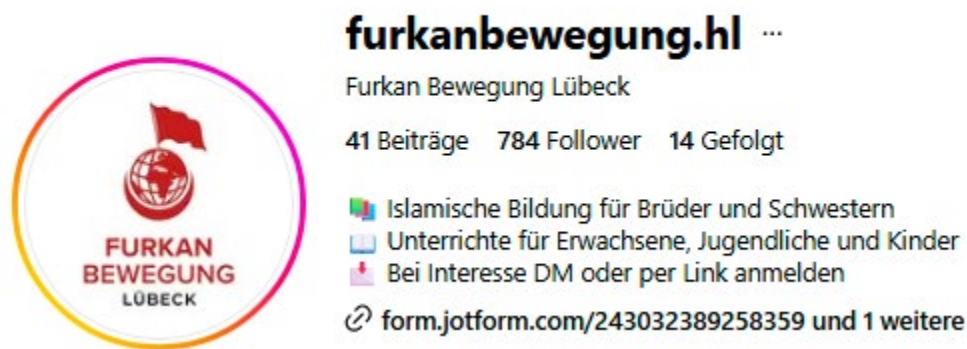 furkanbewegung.hl ...
Furkan Bewegung Lübeck
41 Beiträge 784 Follower 14 Gefolgt
📚 Islamische Bildung für Brüder und Schwestern
📖 Unterrichte für Erwachsene, Jugendliche und Kinder
📩 Bei Interesse DM oder per Link anmelden
form.jotform.com/243032389258359 und 1 weitere
FURKAN
BEWEGUNG
LÜBECK